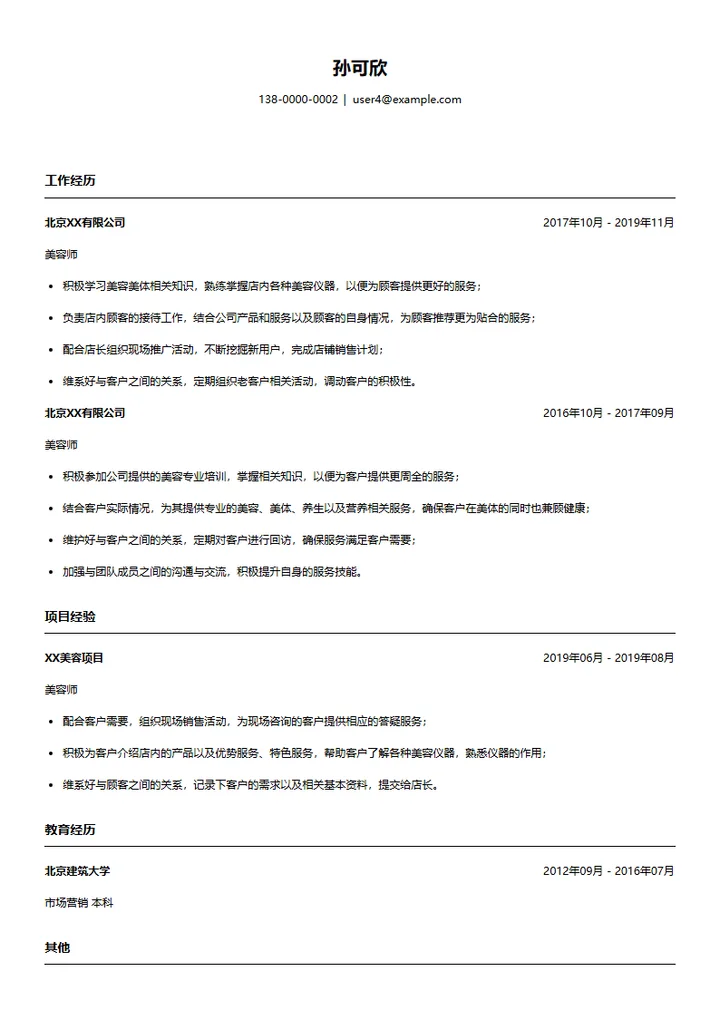 孙可欣
138-0000-0002 | user4@example.com
工作经历
北京XX有限公司 2017年10月 - 2019年11月
美容师
• 积极学习美容美体相关知识，熟练掌握店内各种美容仪器，以便为顾客提供更好的服务；
• 负责店内顾客的接待工作，结合公司产品和服务以及顾客的自身情况，为顾客推荐更为贴合的服务；
• 配合店长组织现场推广活动，不断挖掘新用户，完成店铺销售计划；
• 维系好与客户之间的关系，定期组织老客户相关活动，调动客户的积极性。
北京XX有限公司 2016年10月 - 2017年09月
美容师
• 积极参加公司提供的美容专业培训，掌握相关知识，以便为客户提供更周全的服务；
• 结合客户实际情况，为其提供专业的美容、美体、养生以及营养相关服务，确保客户在美体的同时也兼顾健康；
• 维护好与客户之间的关系，定期对客户进行回访，确保服务满足客户需要；
• 加强与团队成员之间的沟通与交流，积极提升自身的服务技能。
项目经验
XX美容项目 2019年06月 - 2019年08月
美容师
• 配合客户需要，组织现场销售活动，为现场咨询的客户提供相应的答疑服务；
• 积极为客户介绍店内的产品以及优势服务、特色服务，帮助客户了解各种美容仪器，熟悉仪器的作用；
• 维系好与顾客之间的关系，记录下客户的需求以及相关基本资料，提交给店长。
教育经历
北京建筑大学 2012年09月 - 2016年07月
市场营销 本科
其他